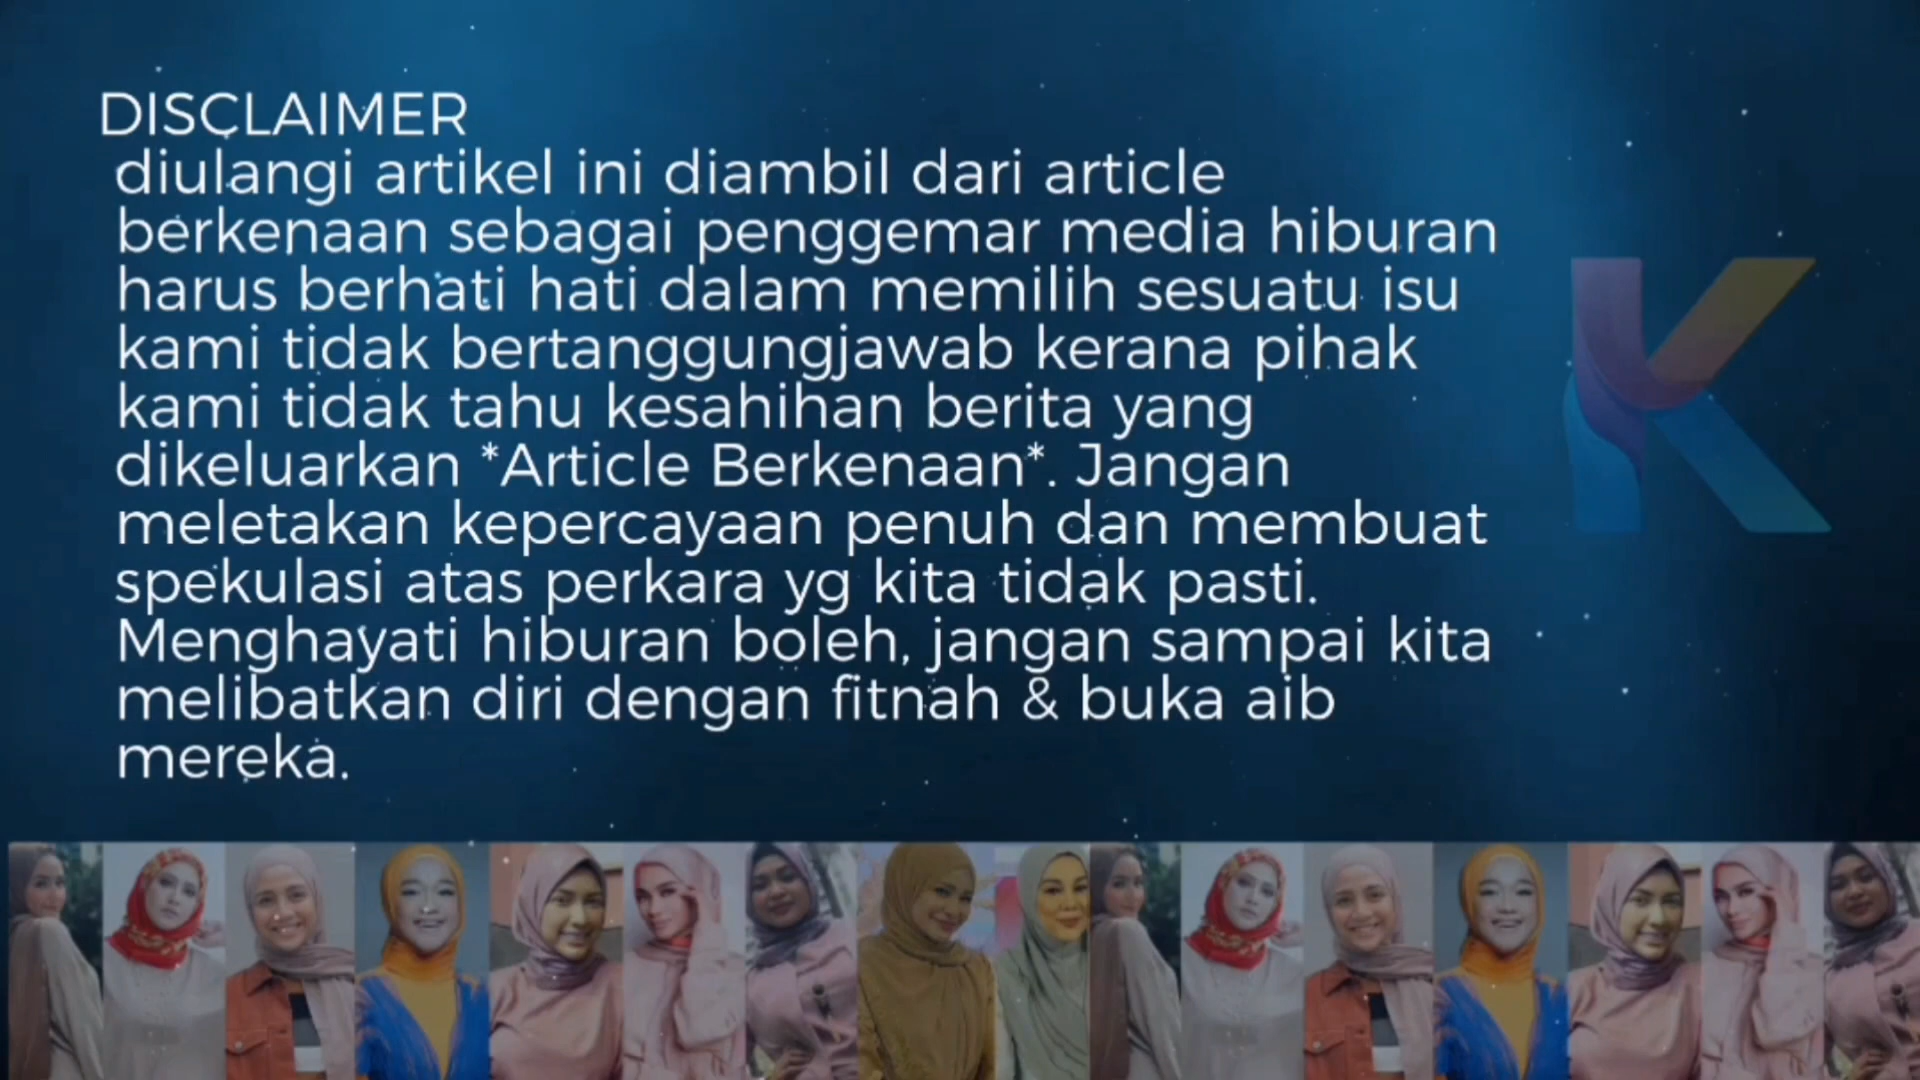 DISCLAIMER
diulangi artikel ini diambil dari article
berkenaan sebagai penggemar media hiburan
harus berhati hati dalam memilih sesuatu isu
kami tidak bertanggungjawab kerana pihak
kami tidak tahu kesahihan berita yang
dikeluarkan *Article Berkenaan*. Jangan
meletakan kepercayaan penuh dan membuat
spekulasi atas perkara yg kita tidak pasti.
Menghayati hiburan boleh, jangan sampai kita
melibatkan diri dengan fitnah & buka aib
mereka.
K